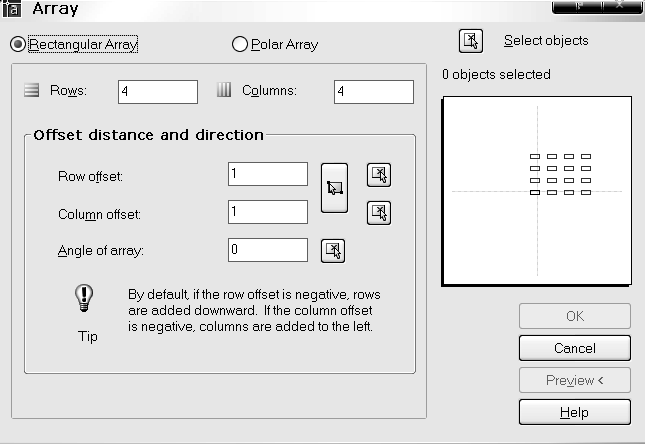 Array
Rectangular Array
Polar Array
Select objects
0 objects selected
Rows:
4
Columns:
4
Offset distance and direction
Row offset:
1
Column offset:
1
Angle of array:
0
Tip
By default, if the row offset is negative, rows
are added downward. If the column offset
is negative, columns are added to the left.
OK
Cancel
Preview <
Help